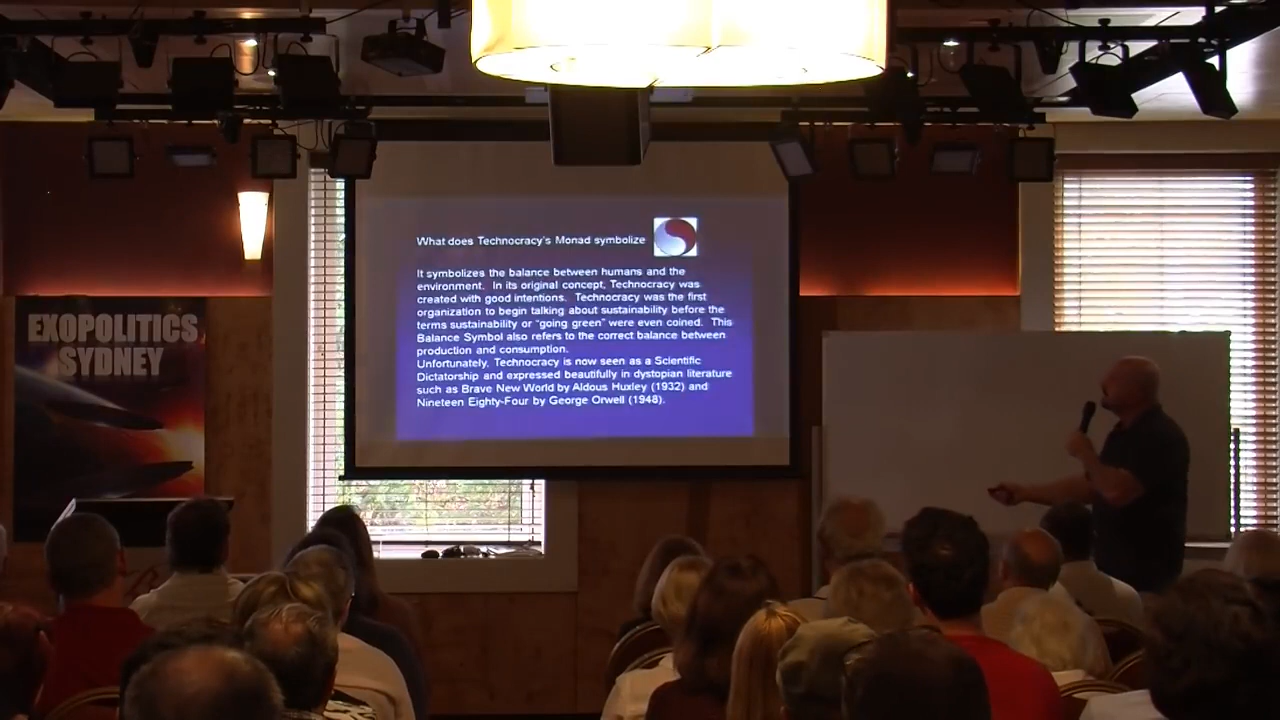 EXOPOLITICS
SYDNEY
What does Technocracy's Monad symbolize
It symbolizes the balance between humans and the
environment. In its original concept, Technocracy was
created with good intentions. Technocracy was the first
organization to begin talking about sustainability before the
terms sustainability or "going green" were even coined. This
Balance Symbol also refers to the correct balance between
production and consumption.
Unfortunately, Technocracy is now seen as a Scientific
Dictatorship and expressed beautifully in dystopian literature
such as Brave New World by Aldous Huxley (1932) and
Nineteen Eighty-Four by George Orwell (1948).